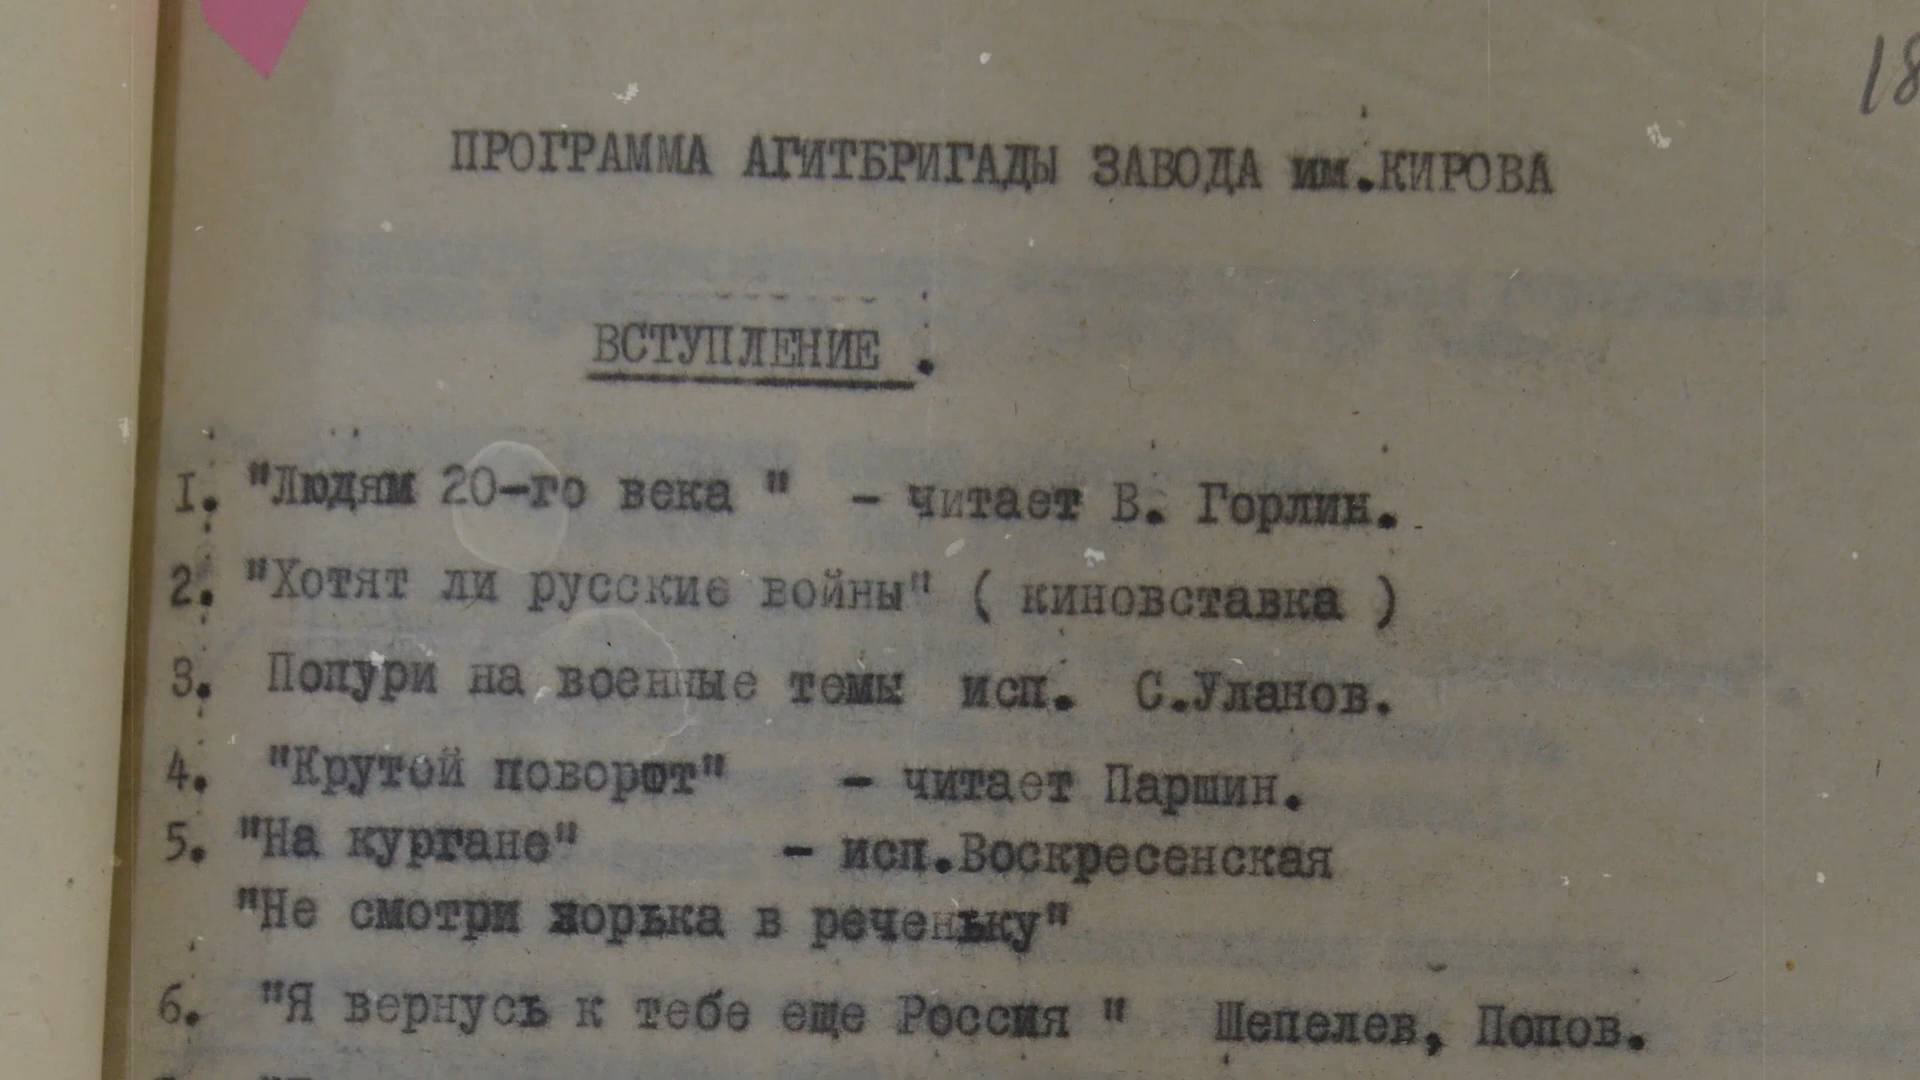 18
ПРОГРАММА АГИТБРИГАДЫ ЗАВОДА им.КИРОВА
ВСТУПЛЕНИЕ .
I. "Людям 20-го века " - читает В. Горлин.
2. "Хотят ли русские войны" ( киновставка )
3. Попури на военные темы исп. С.Уланов.
4. "Крутой поворот" - читает Паршин.
5. "На кургане" - исп.Воскресенская
"Не смотри хорька в реченьку"
6. "Я вернусь к тебе еще Россия " Шепелев, Попов.